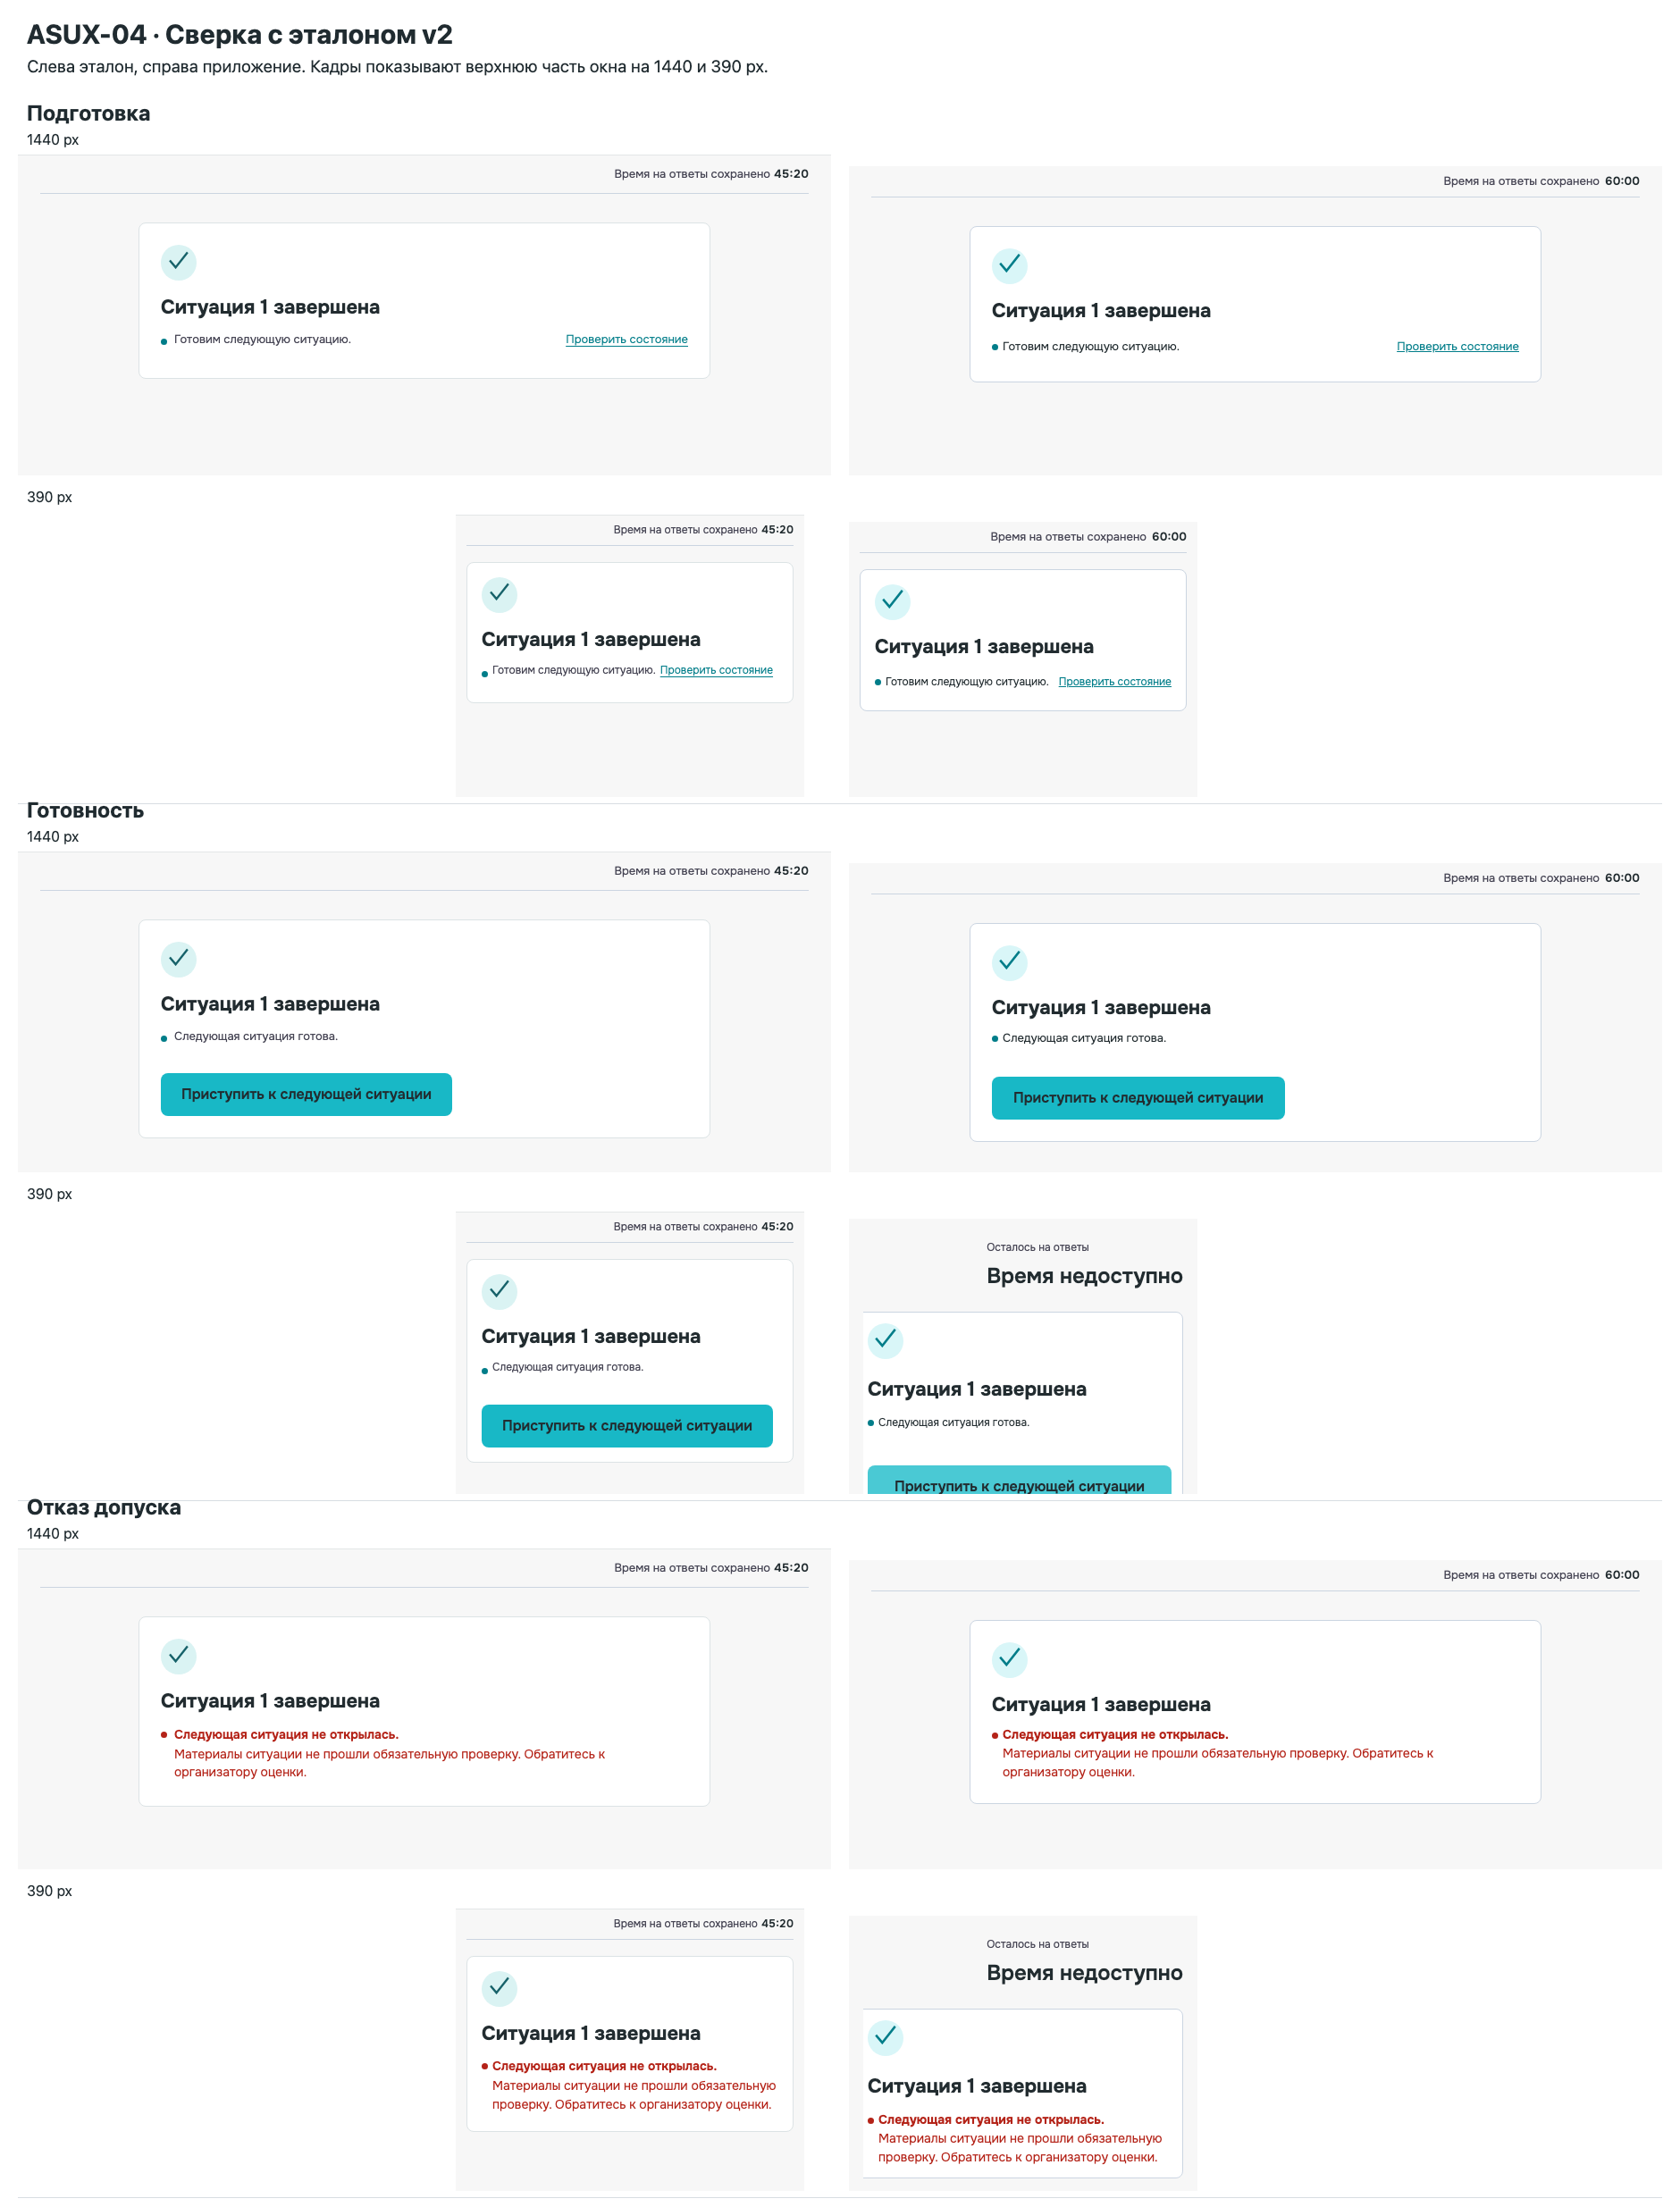 ASUX-04 · Сверка с эталоном v2
Слева эталон, справа приложение. Кадры показывают верхнюю часть окна на 1440 и 390 px.
Подготовка
1440 px
Время на ответы сохранено 45:20
Ситуация 1 завершена
Готовим следующую ситуацию. Проверить состояние
Время на ответы сохранено 60:00
Ситуация 1 завершена
Готовим следующую ситуацию. Проверить состояние
390 px
Время на ответы сохранено 45:20
Ситуация 1 завершена
Готовим следующую ситуацию. Проверить состояние
Время на ответы сохранено 60:00
Ситуация 1 завершена
Готовим следующую ситуацию. Проверить состояние
Готовность
1440 px
Время на ответы сохранено 45:20
Ситуация 1 завершена
Следующая ситуация готова.
Приступить к следующей ситуации
Время на ответы сохранено 60:00
Ситуация 1 завершена
Следующая ситуация готова.
Приступить к следующей ситуации
390 px
Время на ответы сохранено 45:20
Ситуация 1 завершена
Следующая ситуация готова.
Приступить к следующей ситуации
Осталось на ответы
Время недоступно
Ситуация 1 завершена
Следующая ситуация готова.
Приступить к следующей ситуации
Отказ допуска
1440 px
Время на ответы сохранено 45:20
Ситуация 1 завершена
Следующая ситуация не открылась.
Материалы ситуации не прошли обязательную проверку. Обратитесь к
организатору оценки.
Время на ответы сохранено 60:00
Ситуация 1 завершена
Следующая ситуация не открылась.
Материалы ситуации не прошли обязательную проверку. Обратитесь к
организатору оценки.
390 px
Время на ответы сохранено 45:20
Ситуация 1 завершена
Следующая ситуация не открылась.
Материалы ситуации не прошли обязательную
проверку. Обратитесь к организатору оценки.
Осталось на ответы
Время недоступно
Ситуация 1 завершена
Следующая ситуация не открылась.
Материалы ситуации не прошли обязательную
проверку. Обратитесь к организатору оценки.